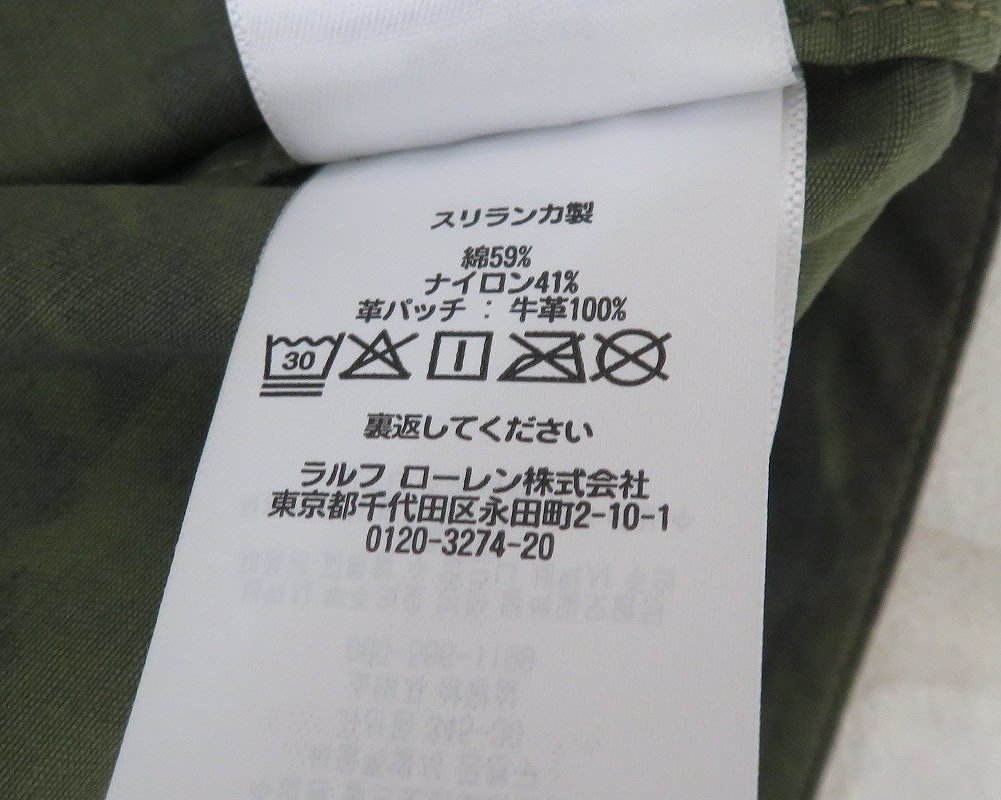 スリランカ製
綿59%
ナイロン41%
革パッチ : 牛革100%
30
裏返してください
ラルフ ローレン株式会社
東京都千代田区永田町2-10-1
0120-3274-20